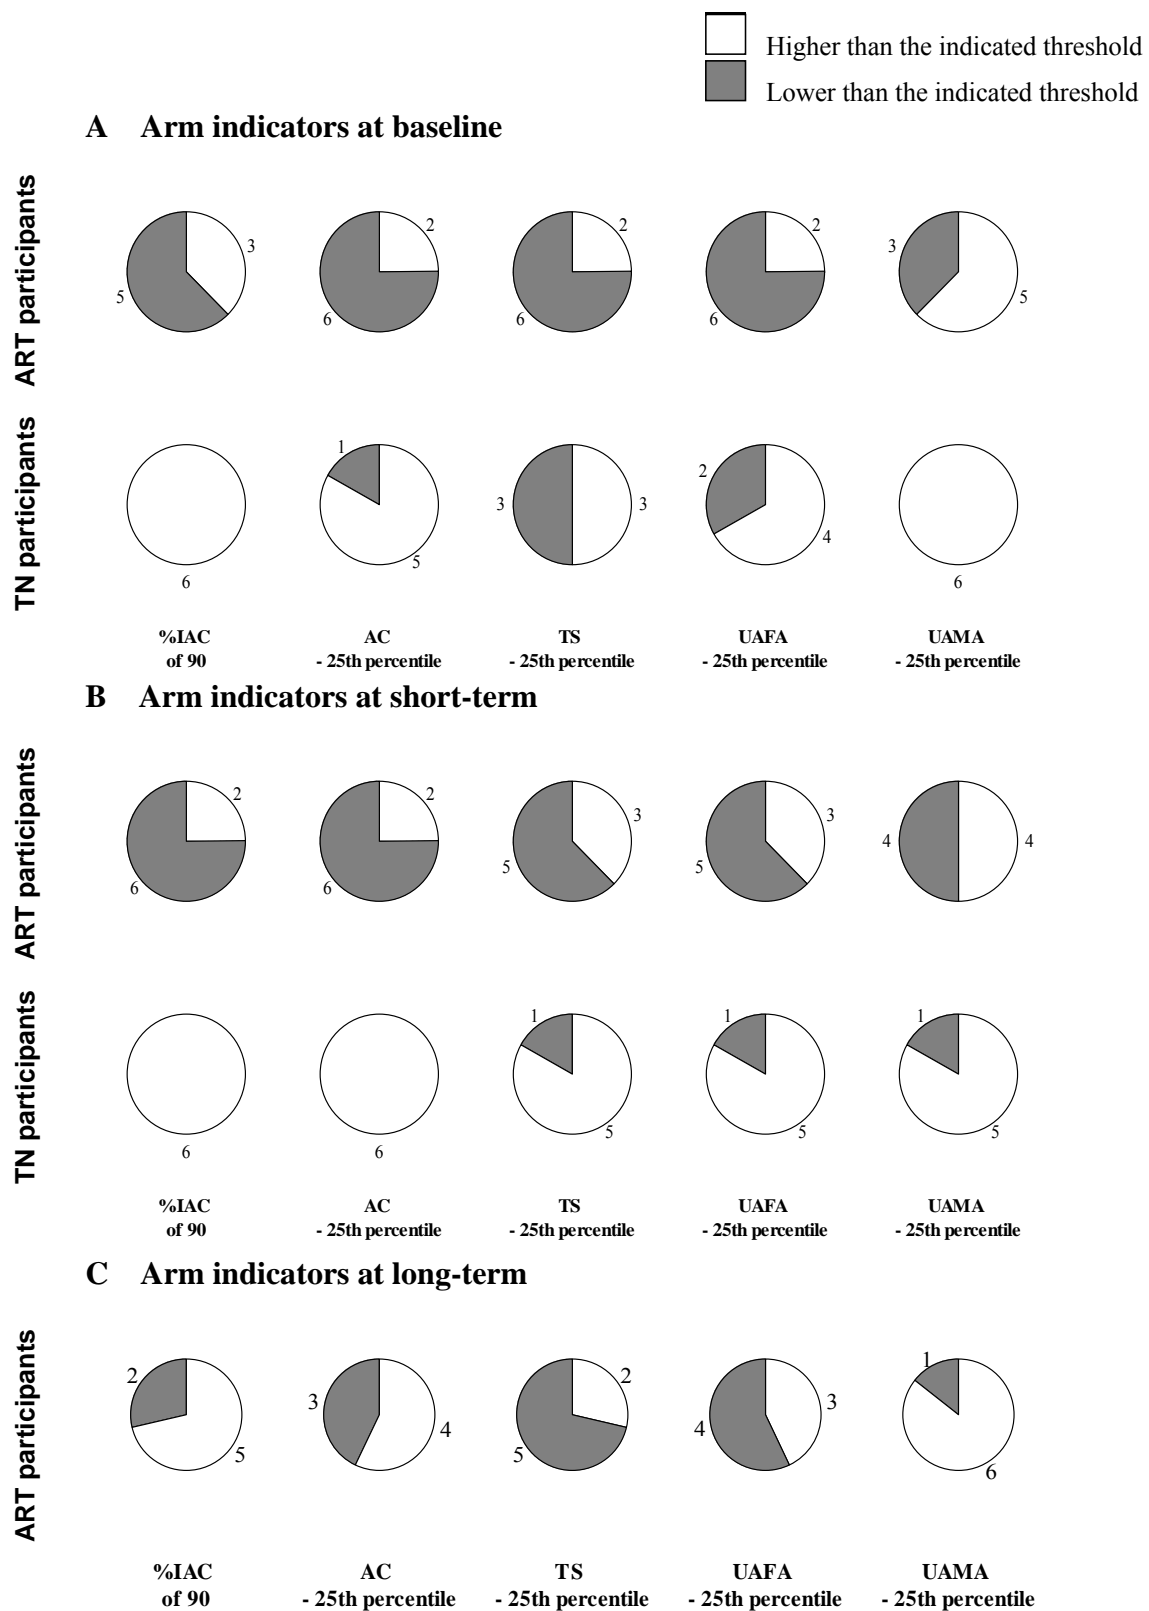 Higher than the indicated threshold
Lower than the indicated threshold
A Arm indicators at baseline
ART participants
3
5
2
6
2
6
2
6
3
5
TN participants
6
1
5
3
3
2
4
6
%IAC
of 90
AC
- 25th percentile
TS
- 25th percentile
UAFA
- 25th percentile
UAMA
- 25th percentile
B Arm indicators at short-term
ART participants
2
6
2
6
3
5
3
5
4
4
TN participants
6
6
1
5
1
5
1
5
%IAC
of 90
AC
- 25th percentile
TS
- 25th percentile
UAFA
- 25th percentile
UAMA
- 25th percentile
C Arm indicators at long-term
ART participants
2
5
3
4
2
5
3
4
1
6
%IAC
of 90
AC
- 25th percentile
TS
- 25th percentile
UAFA
- 25th percentile
UAMA
- 25th percentile